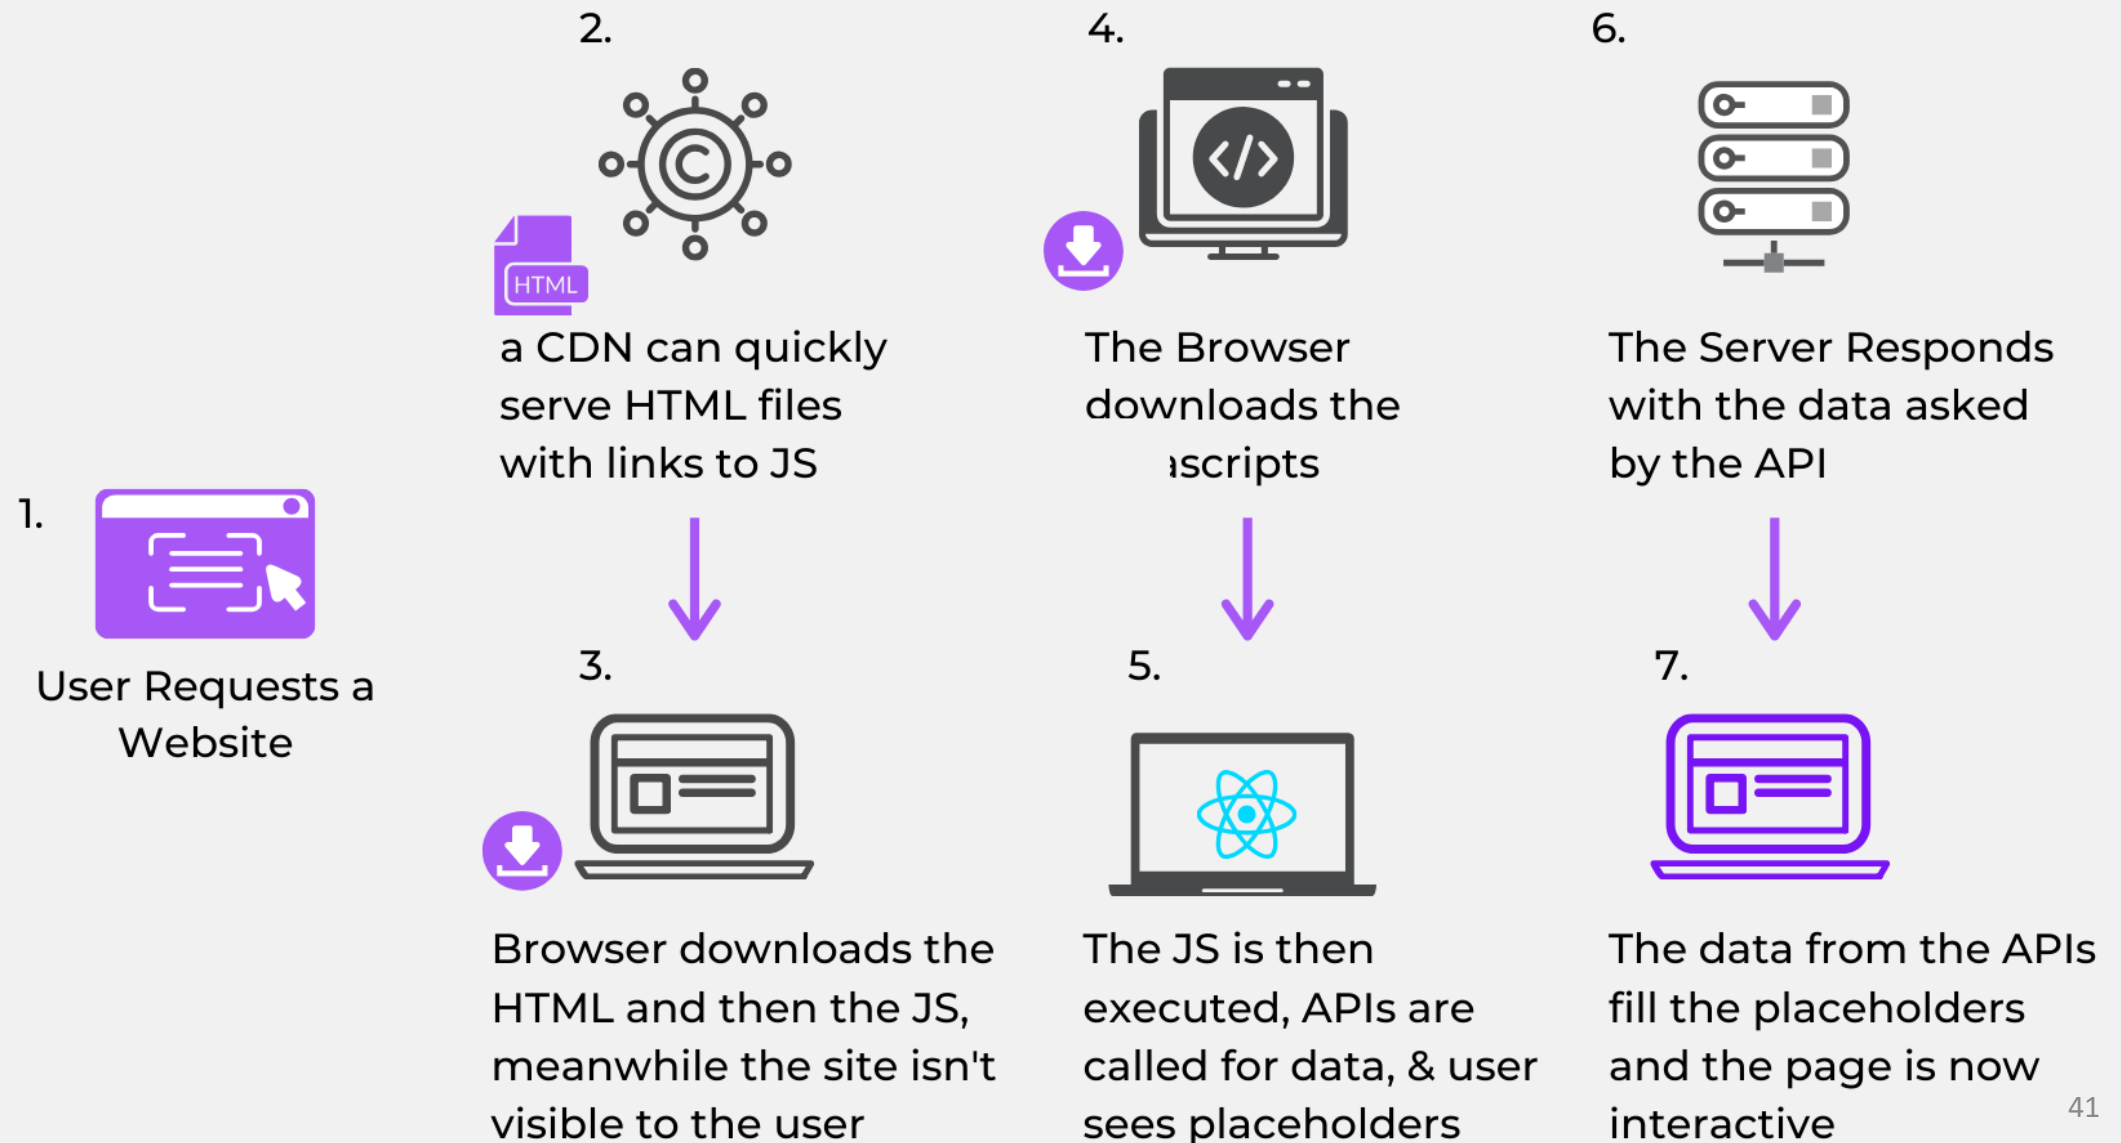 1.
User Requests a
Website
2.
HTML
a CDN can quickly
serve HTML files
with links to JS
3.
Browser downloads the
HTML and then the JS,
meanwhile the site isn't
visible to the user
4.
The Browser
downloads the
scripts
5.
The JS is then
executed, APIs are
called for data, & user
sees placeholders
6.
The Server Responds
with the data asked
by the API
7.
The data from the APIs
fill the placeholders
and the page is now
interactive
41